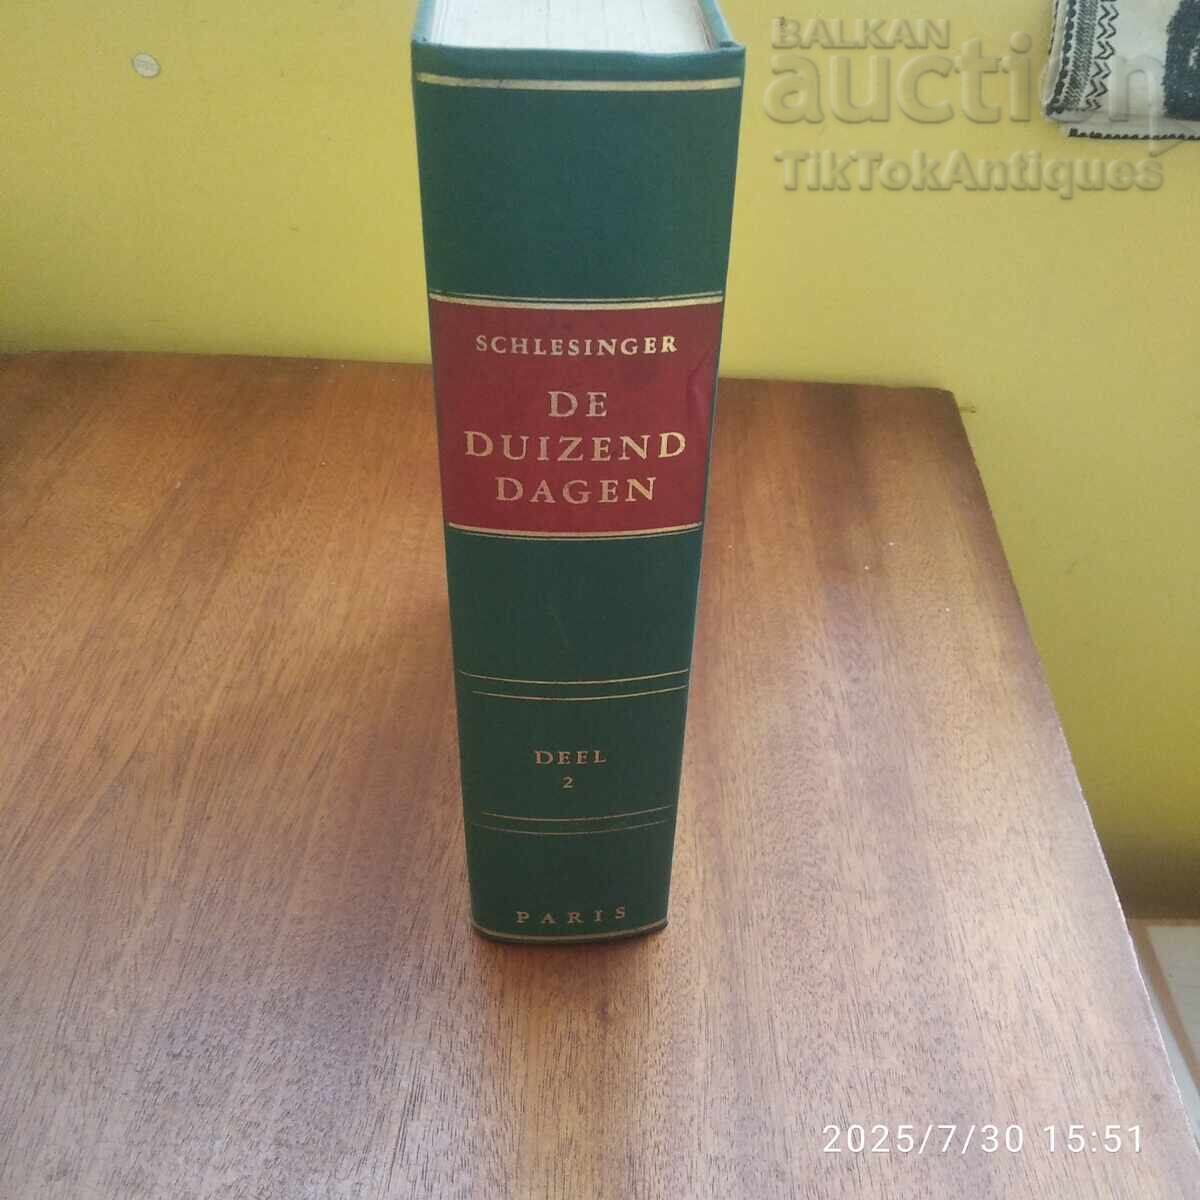 BALKAN
auction
TikTokAntiques
SCHLESINGER
DE
DUIZEND
DAGEN
DEEL
2
PARIS
2025/7/30 15:51